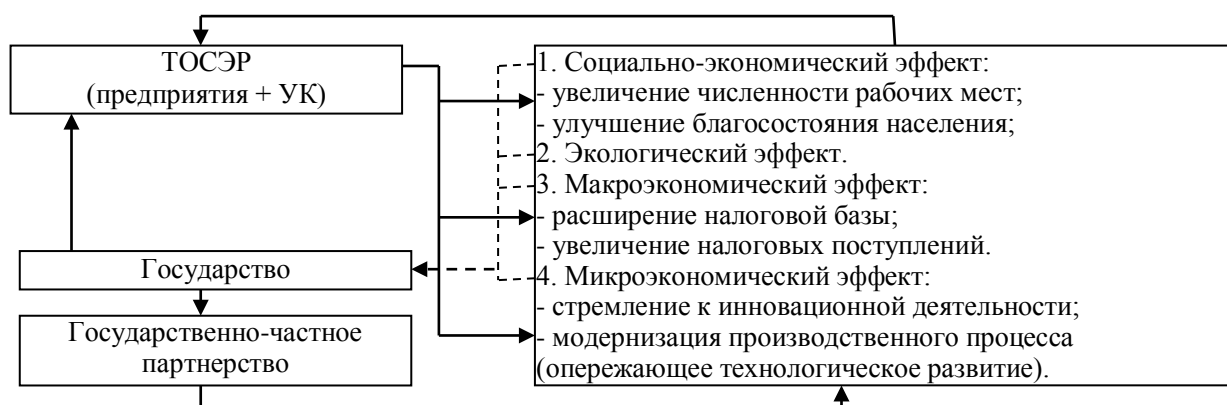 ТОСЭР
(предприятия + УК)
Государство
Государственно-частное
партнерство
1. Социально-экономический эффект:
- увеличение численности рабочих мест;
- улучшение благосостояния населения;
2. Экологический эффект.
3. Макроэкономический эффект:
- расширение налоговой базы;
- увеличение налоговых поступлений.
4. Микроэкономический эффект:
- стремление к инновационной деятельности;
- модернизация производственного процесса
(опережающее технологическое развитие).